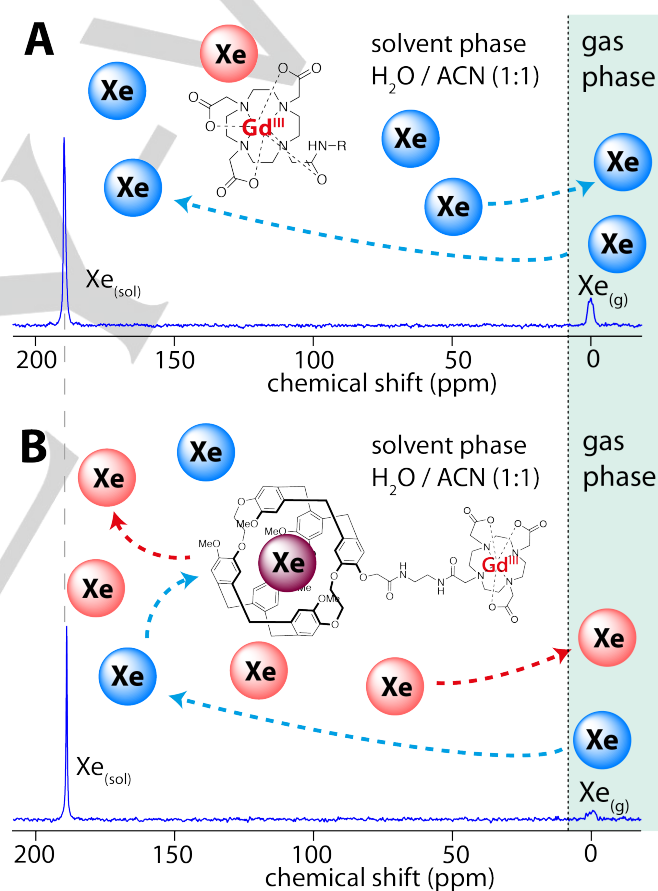 A
Xe
solvent phase
H2O / ACN (1:1)
gas
phase
Xe
O
O
O
O
N
N
GdIII
Xe
HN–R
N
N
O
Xe
Xe
O
O
Xe
Xe
Xe(sol)
Xe(g)
200
150
100
50
0
chemical shift (ppm)
B
Xe
solvent phase
H2O / ACN (1:1)
gas
phase
Xe
O
O
MeO
MeO
MeO
Xe
O
O
O
O
N
N
GdIII
O
O
H
N
N
H
O
N
N
O
O
Me
OMe
O
O
Xe
Xe
Xe
Xe
Xe
Xe
Xe(sol)
Xe(g)
200
150
100
50
0
chemical shift (ppm)